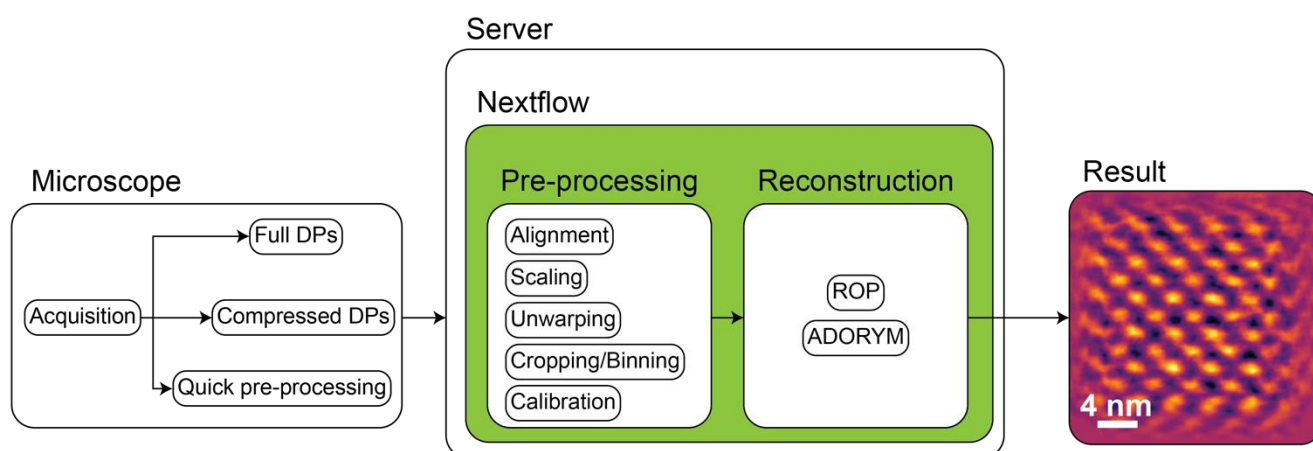 Server
Nextflow
Microscope
Acquisition
Full DPs
Compressed DPs
Quick pre-processing
Pre-processing
Alignment
Scaling
Unwarping
Cropping/Binning
Calibration
Reconstruction
ROP
ADORYM
Result
4 nm